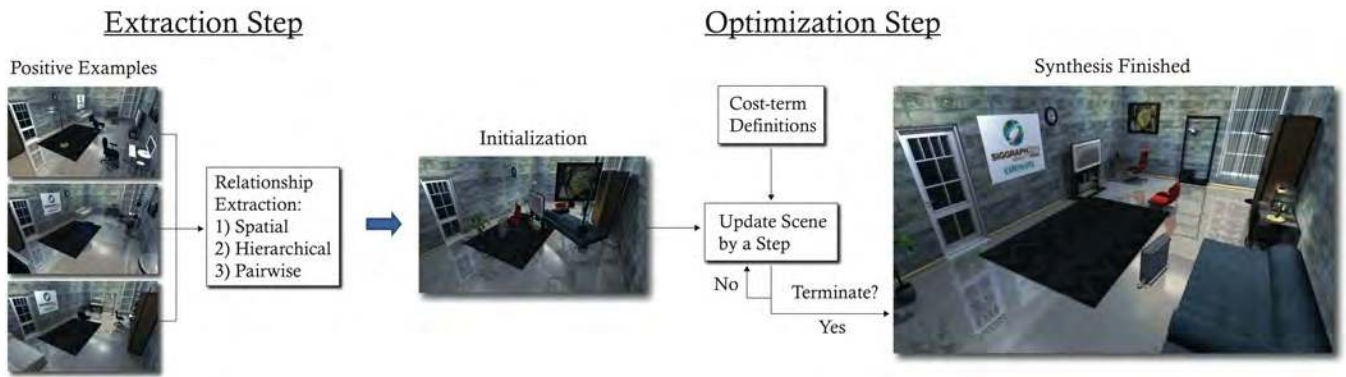 Extraction Step
Optimization Step
Positive Examples
Relationship
Extraction:
1) Spatial
2) Hierarchical
3) Pairwise
Initialization
Cost-term
Definitions
Update Scene
by a Step
No
Terminate?
Yes
Synthesis Finished
SIGGRAPH